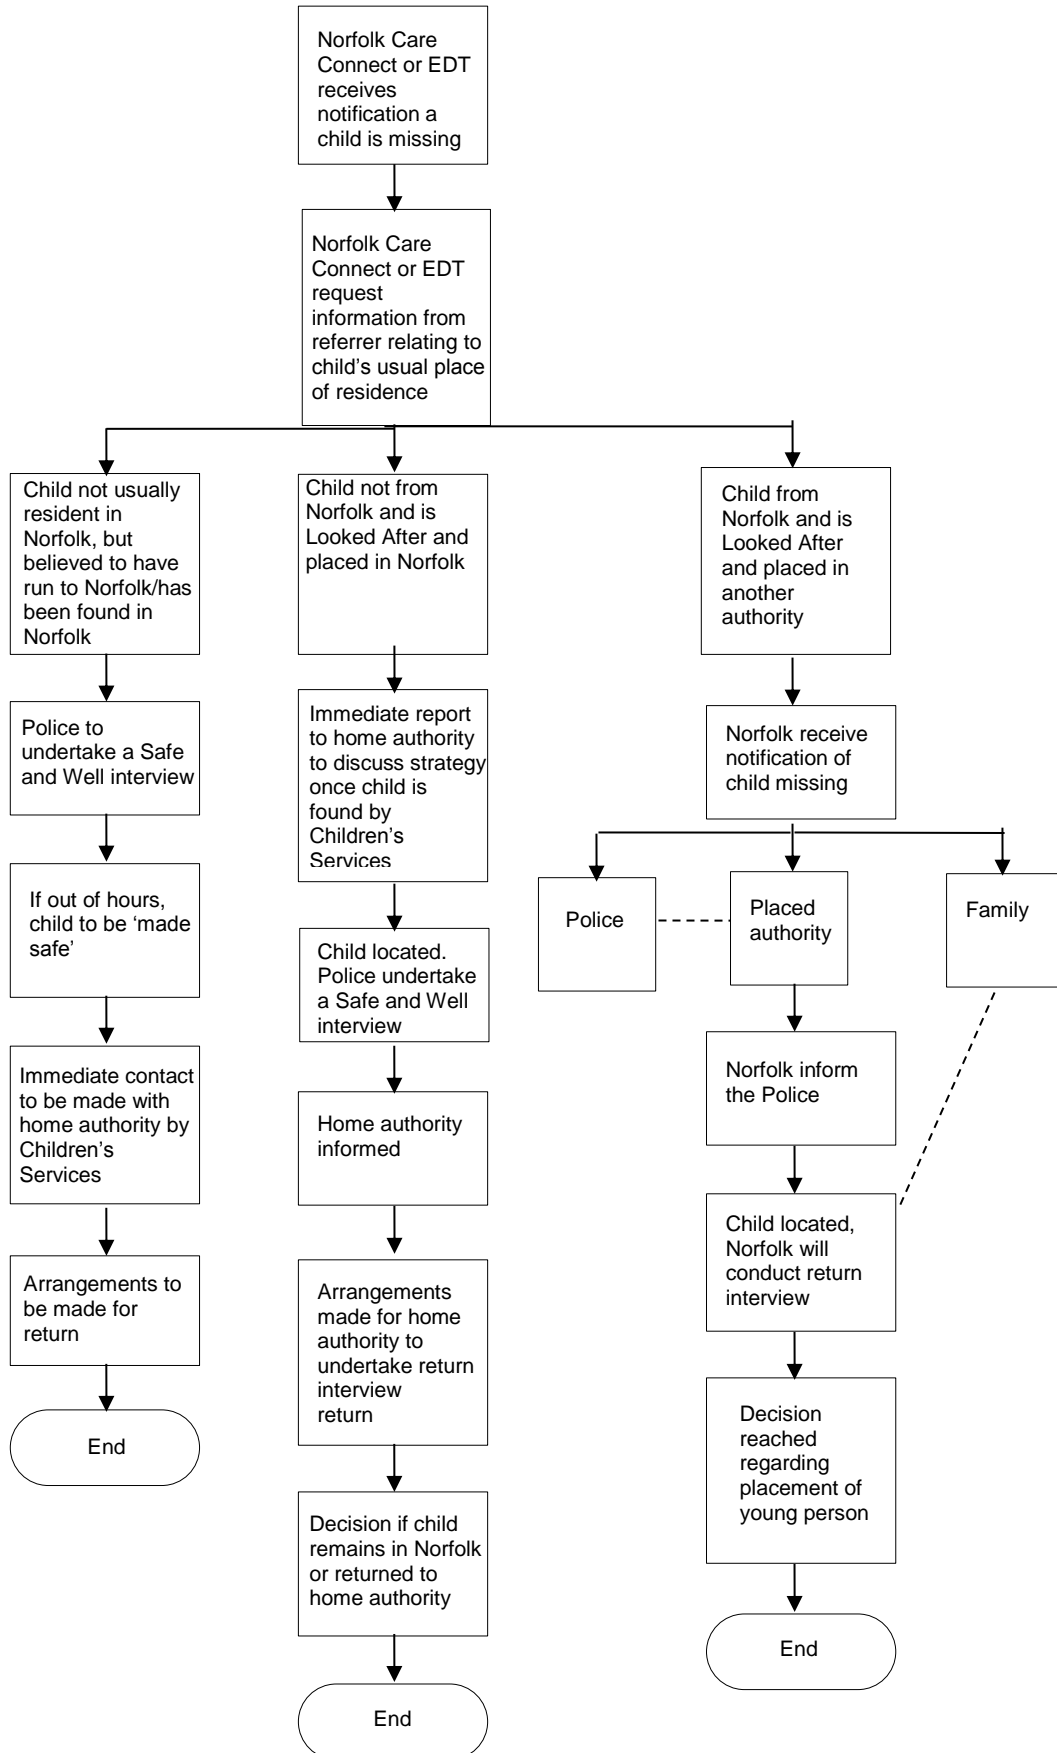 Norfolk Care
Connect or EDT
receives
notification a
child is missing
Norfolk Care
Connect or EDT
request
information from
referrer relating to
child's usual place
of residence
Child not usually
resident in
Norfolk, but
believed to have
run to Norfolk/has
been found in
Norfolk
Police to
undertake a Safe
and Well interview
If out of hours,
child to be 'made
safe'
Immediate contact
to be made with
home authority by
Children's
Services
Arrangements to
be made for
return
End
Child not from
Norfolk and is
Looked After and
placed in Norfolk
Immediate report
to home authority
to discuss strategy
once child is
found by
Children's
Services
Child located.
Police undertake
a Safe and Well
interview
Home authority
informed
Arrangements
made for home
authority to
undertake return
interview
return
Decision if child
remains in Norfolk
or returned to
home authority
End
Child from
Norfolk and is
Looked After
and placed in
another
authority
Norfolk receive
notification of
child missing
Police
Placed
authority
Family
Norfolk inform
the Police
Child located,
Norfolk will
conduct return
interview
Decision
reached
regarding
placement of
young person
End